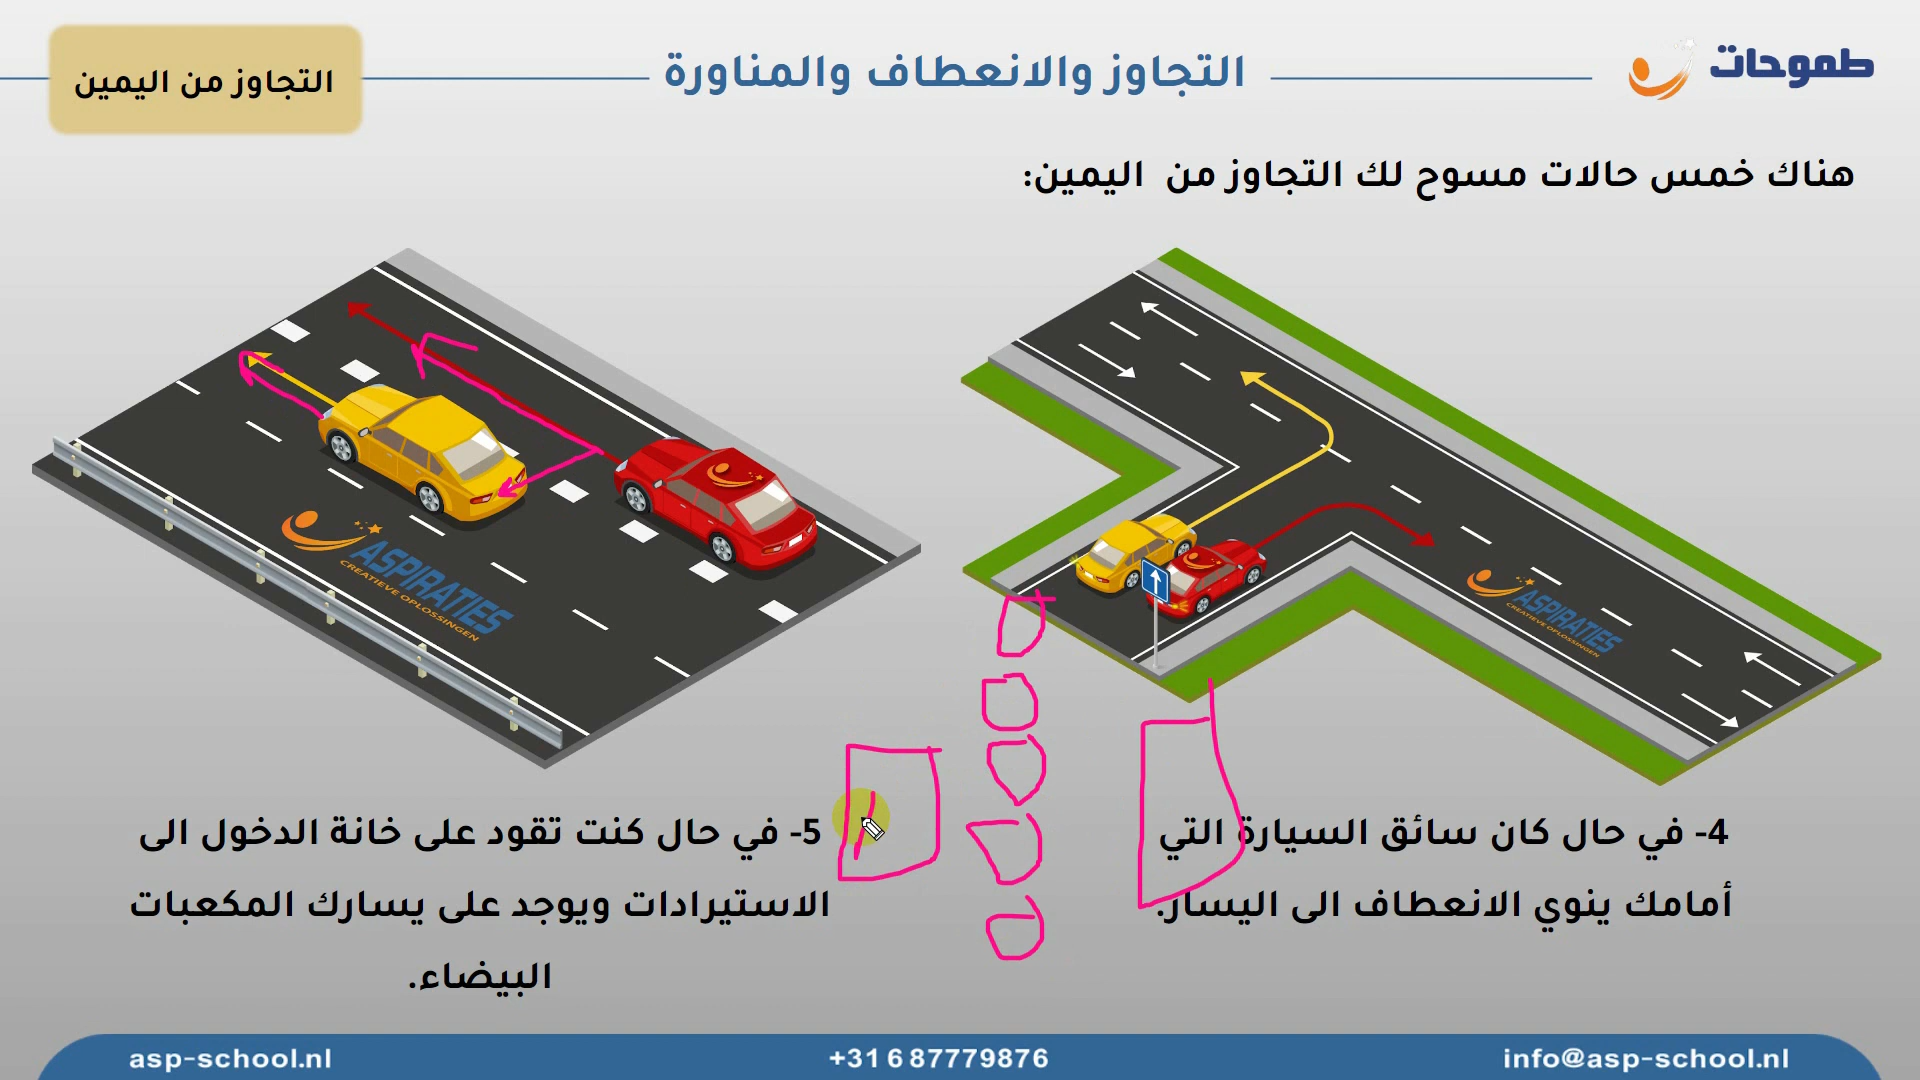 طموحات
التجاوز والانعطاف والمناورة
التجاوز من اليمين
هناك خمس حالات مسوح لك التجاوز من اليمين:
ASPIRATIES
CREATIEVE OPLOSSINGEN
ASPIRATIES
CREATIEVE OPLOSSINGEN
4- في حال كان سائق السيارة التي
أمامك ينوي الانعطاف الى اليسار.
5- في حال كنت تقود على خانة الدخول الى
الاستيرادات ويوجد على يسارك المكعبات
البيضاء.
asp-school.nl
+31 6 87779876
info@asp-school.nl